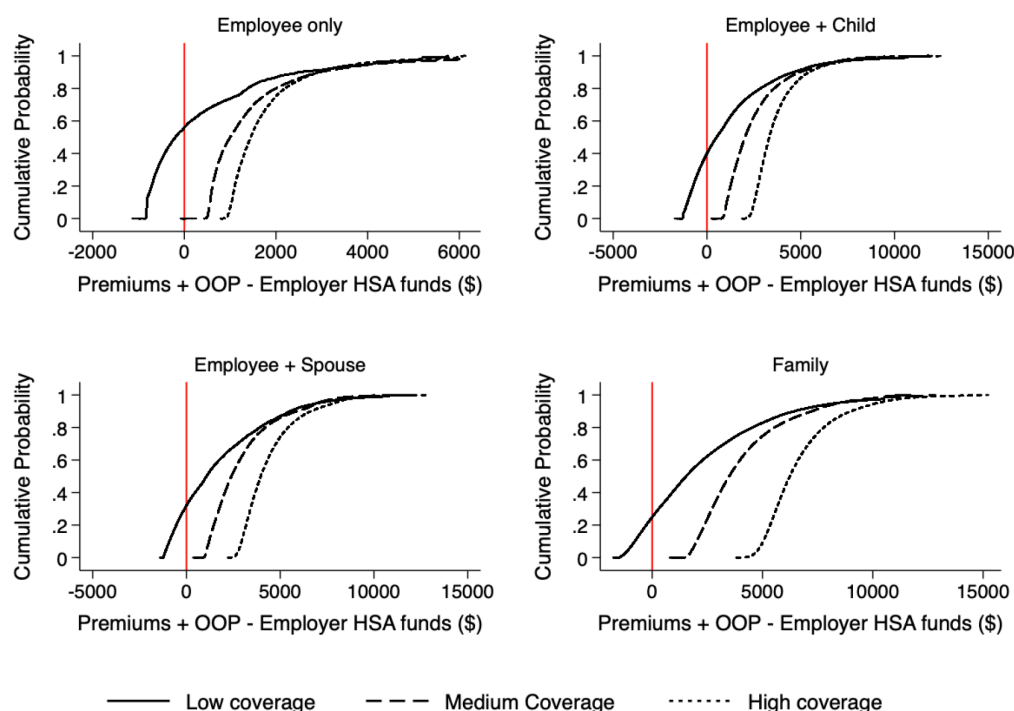 Employee only
Cumulative Probability
1
.8
.6
.4
.2
0
-2000 0 2000 4000 6000
Premiums + OOP - Employer HSA funds ($)
Employee + Child
Cumulative Probability
1
.8
.6
.4
.2
0
-5000 0 5000 10000 15000
Premiums + OOP - Employer HSA funds ($)
Employee + Spouse
Cumulative Probability
1
.8
.6
.4
.2
0
-5000 0 5000 10000 15000
Premiums + OOP - Employer HSA funds ($)
Family
Cumulative Probability
1
.8
.6
.4
.2
0
0 5000 10000 15000
Premiums + OOP - Employer HSA funds ($)
Low coverage Medium Coverage High coverage